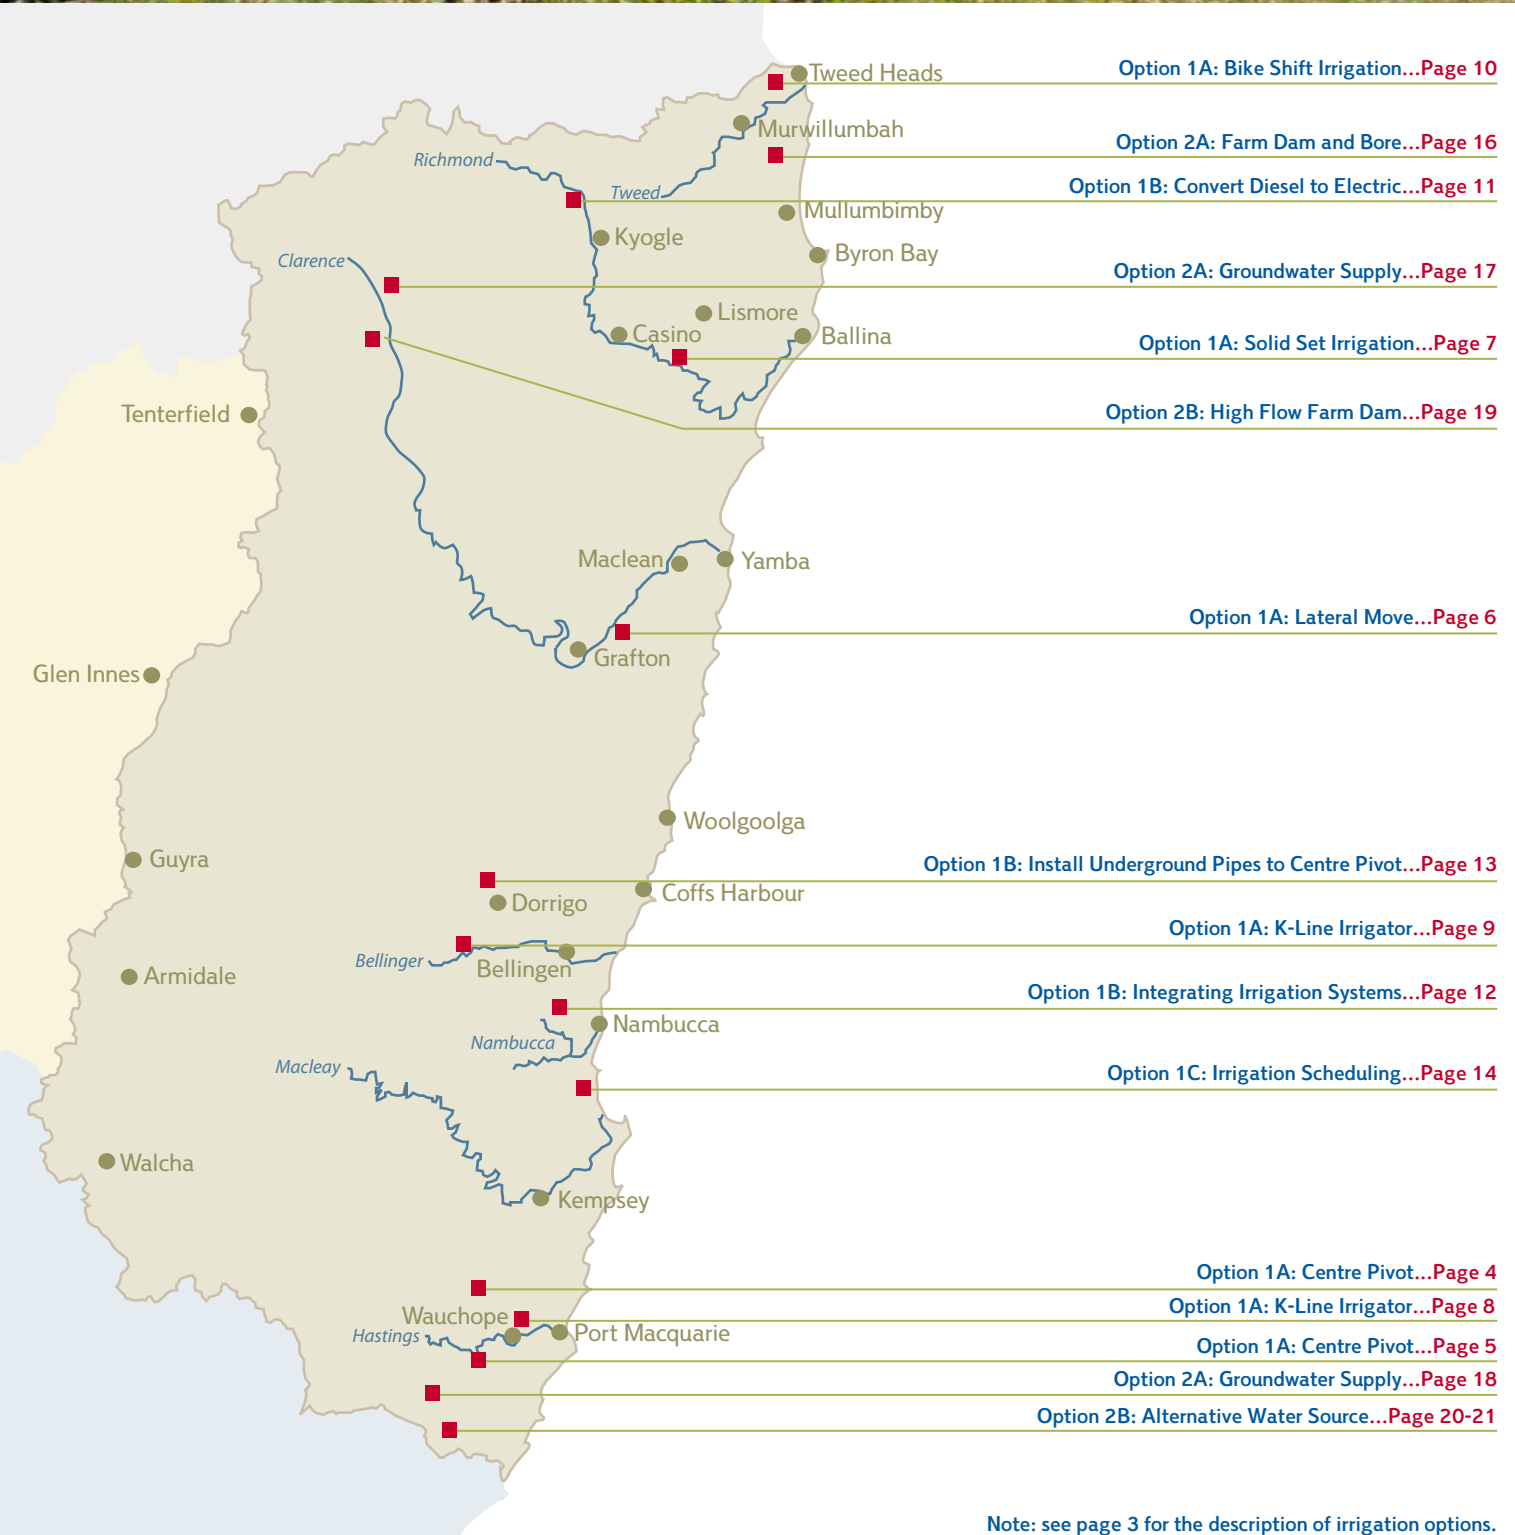 Tweed Heads
Option 1A: Bike Shift Irrigation...Page 10
Murwillumbah
Option 2A: Farm Dam and Bore...Page 16
Richmond
Tweed
Option 1B: Convert Diesel to Electric...Page 11
Mullumbimby
Kyogle
Byron Bay
Clarence
Option 2A: Groundwater Supply...Page 17
Lismore
Casino
Ballina
Option 1A: Solid Set Irrigation...Page 7
Tenterfield
Option 2B: High Flow Farm Dam...Page 19
Maclean
Yamba
Option 1A: Lateral Move...Page 6
Grafton
Glen Innes
Woolgoolga
Guyra
Option 1B: Install Underground Pipes to Centre Pivot...Page 13
Coffs Harbour
Dorrigo
Option 1A: K-Line Irrigator...Page 9
Bellinger
Bellingen
Armidale
Option 1B: Integrating Irrigation Systems...Page 12
Nambucca
Nambucca
Macleay
Option 1C: Irrigation Scheduling...Page 14
Walcha
Kempsey
Option 1A: Centre Pivot...Page 4
Option 1A: K-Line Irrigator...Page 8
Wauchope
Hastings
Port Macquarie
Option 1A: Centre Pivot...Page 5
Option 2A: Groundwater Supply...Page 18
Option 2B: Alternative Water Source...Page 20-21
Note: see page 3 for the description of irrigation options.